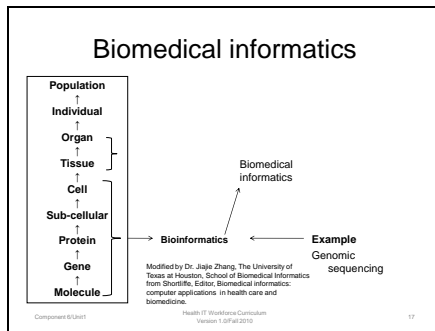 Biomedical informatics
Population
↑
Individual
↑
Organ
↑
Tissue
↑
Cell
↑
Sub-cellular
↑
Protein
↑
Gene
↑
Molecule
Biomedical
informatics
Bioinformatics
Example
Genomic
sequencing
Modified by Dr. Jiajie Zhang, The University of
Texas at Houston, School of Biomedical Informatics
from Shortliffe, Editor, Biomedical informatics:
computer applications in health care and
biomedicine.
Component 6/Unit1
Health IT Workforce Curriculum
Version 1.0/Fall 2010
17